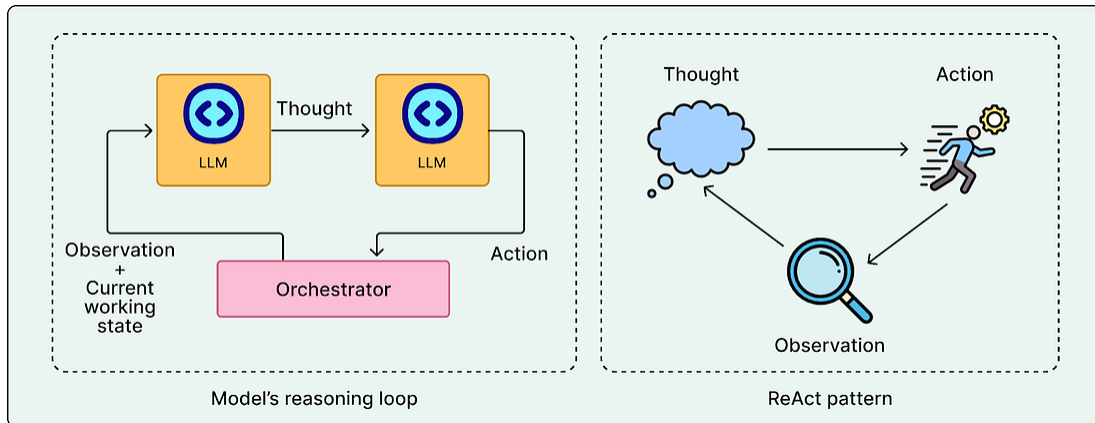 Thought
LLM
LLM
Observation
+
Current
working
state
Action
Orchestrator
Model's reasoning loop
Thought
Action
Observation
ReAct pattern